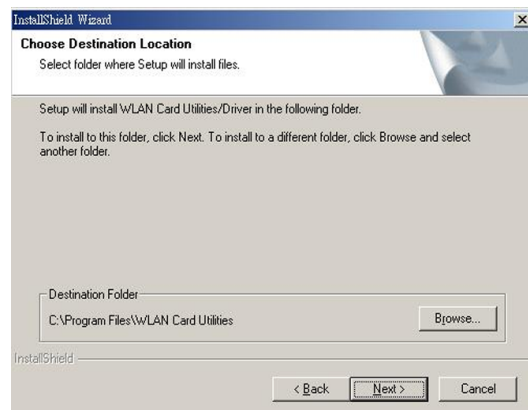 InstallShield Wizard
Choose Destination Location
Select folder where Setup will install files.
Setup will install WLAN Card Utilities/Driver in the following folder.
To install to this folder, click Next. To install to a different folder, click Browse and select
another folder.
Destination Folder
C:\Program Files\WLAN Card Utilities
Browse...
InstallShield
< Back
Next >
Cancel